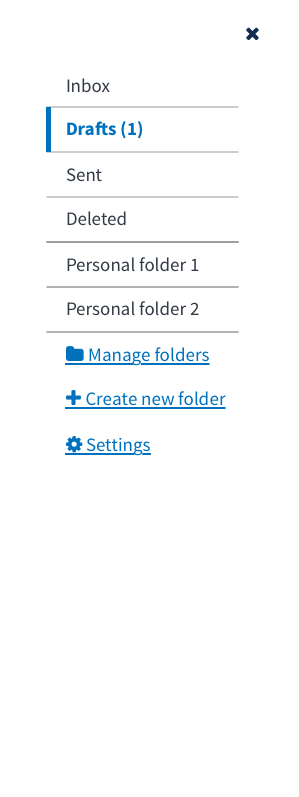 Inbox
Drafts (1)
Sent
Deleted
Personal folder 1
Personal folder 2
Manage folders
Create new folder
Settings